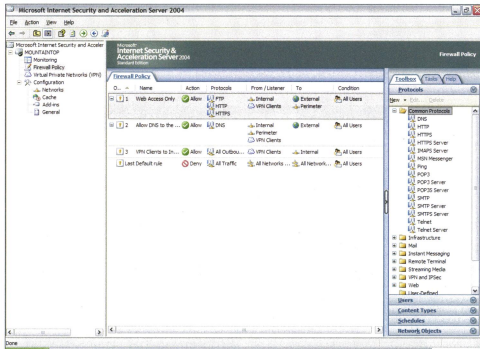 Microsoft Internet Security and Acceleration Server 2004
File Action View Help
Microsoft Internet Security and Acceler
MOUNTAINTOP
Monitoring
Firewall Policy
Virtual Private Networks (VPN)
Configuration
Networks
Cache
Add-ins
General
Microsoft
Internet Security &
Acceleration Server 2004
Standard Edition
Firewall Policy
Firewall Policy
O... Name Action Protocols From / Listener To Condition
1 Web Access Only Allow FTP Internal External All Users
HTTP VPN Clients Perimeter
HTTPS
2 Allow DNS to the ... Allow DNS Internal External All Users
Perimeter
VPN Clients
3 VPN Clients to In... Allow All Outbou... VPN Clients Internal All Users
Last Default rule Deny All Traffic All Networks ... All Network... All Users
Toolbox Tasks Help
Protocols
New Edit... Delete
Common Protocols
DNS
HTTP
HTTPS
HTTPS Server
IMAPS Server
MSN Messenger
Ping
POP3
POP3 Server
POP3S Server
SMTP
SMTP Server
SMTPS Server
Telnet
Telnet Server
Infrastructure
Mail
Instant Messaging
Remote Terminal
Streaming Media
VPN and IPSec
Web
User-Defined
Users
Content Types
Schedules
Network Objects
Done